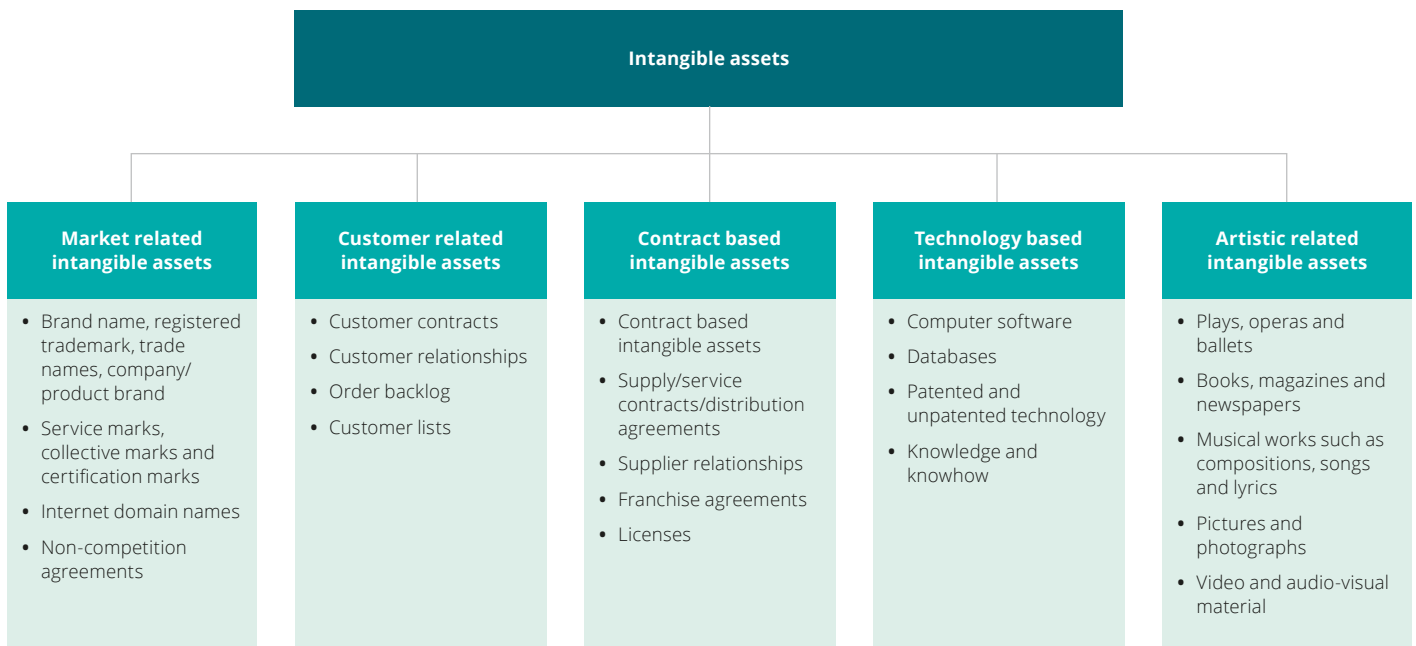 Intangible assets
Market related
intangible assets
• Brand name, registered
trademark, trade
names, company/
product brand
• Service marks,
collective marks and
certification marks
• Internet domain names
• Non-competition
agreements
Customer related
intangible assets
• Customer contracts
• Customer relationships
• Order backlog
• Customer lists
Contract based
intangible assets
• Contract based
intangible assets
• Supply/service
contracts/distribution
agreements
• Supplier relationships
• Franchise agreements
• Licenses
Technology based
intangible assets
• Computer software
• Databases
• Patented and
unpatented technology
• Knowledge and
knowhow
Artistic related
intangible assets
• Plays, operas and
ballets
• Books, magazines and
newspapers
• Musical works such as
compositions, songs
and lyrics
• Pictures and
photographs
• Video and audio-visual
material